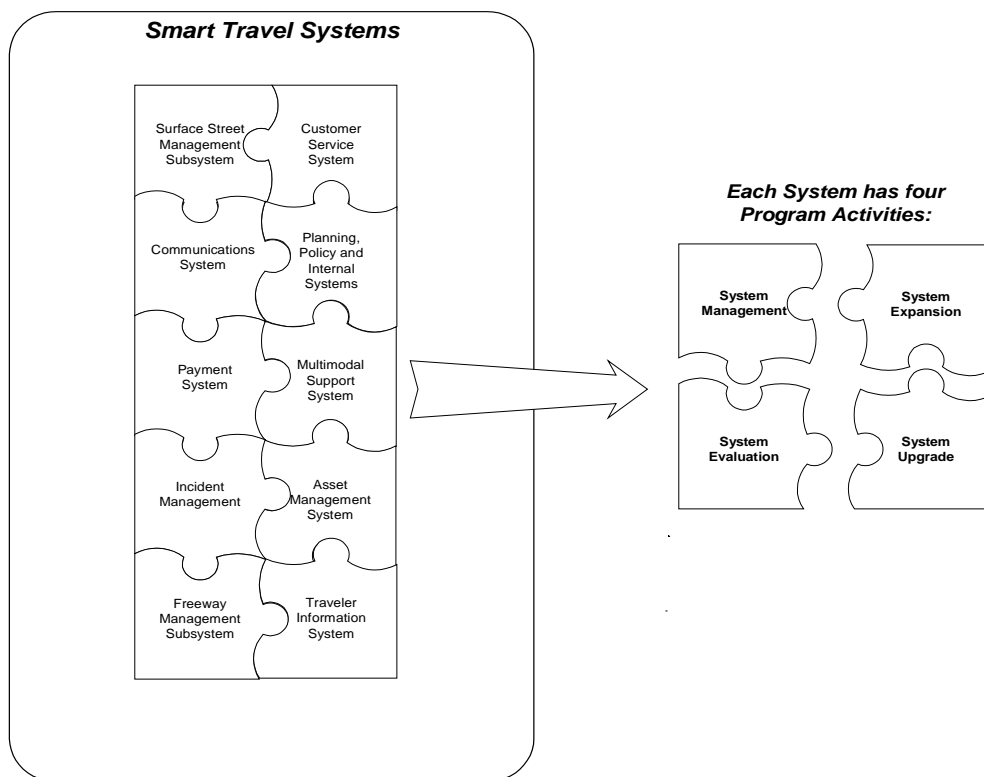 Smart Travel Systems
Surface Street
Management
Subsystem
Customer
Service
System
Communications
System
Planning,
Policy and
Internal
Systems
Payment
System
Multimodal
Support
System
Incident
Management
Asset
Management
System
Freeway
Management
Subsystem
Traveler
Information
System
Each System has four
Program Activities:
System
Management
System
Expansion
System
Evaluation
System
Upgrade